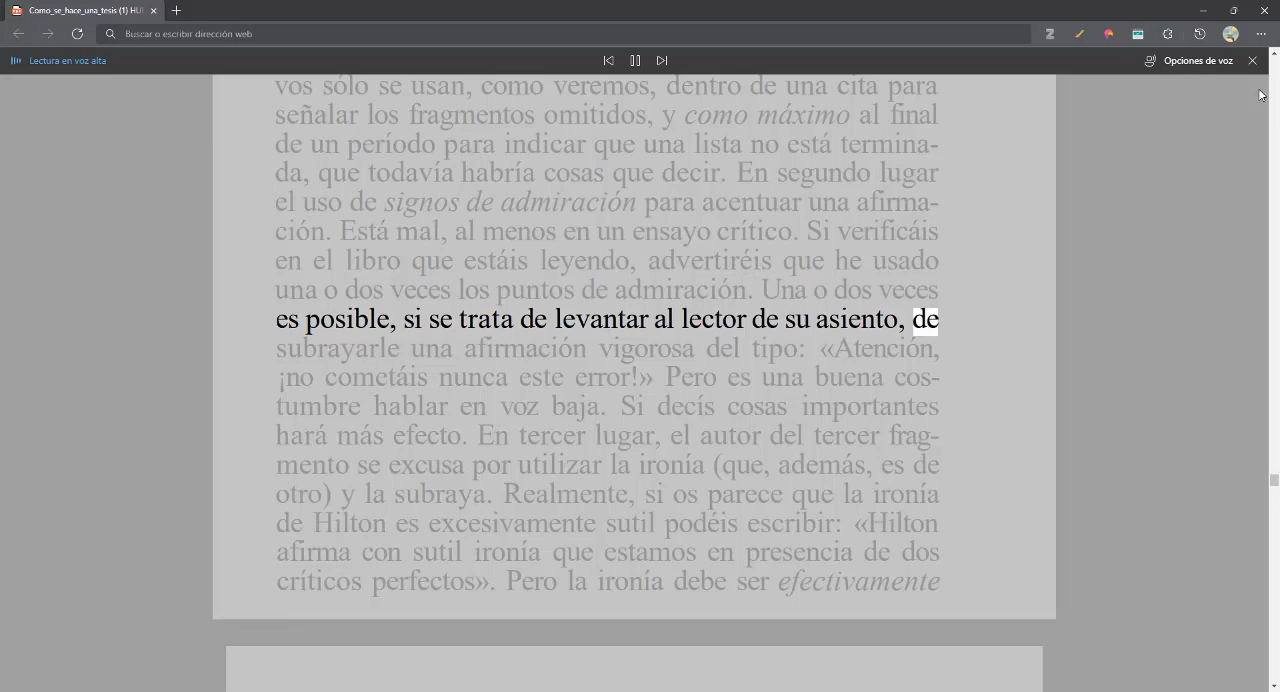 Como_se_hace_una_tesis (1) HU
Buscar o escribir dirección web
Lectura en voz alta
Opciones de voz
vos sólo se usan, como veremos, dentro de una cita para
señalar los fragmentos omitidos, y como máximo al final
de un período para indicar que una lista no está termina-
da, que todavía habría cosas que decir. En segundo lugar
el uso de signos de admiración para acentuar una afirma-
ción. Está mal, al menos en un ensayo crítico. Si verificáis
en el libro que estáis leyendo, advertiréis que he usado
una o dos veces los puntos de admiración. Una o dos veces
es posible, si se trata de levantar al lector de su asiento, de
subrayarle una afirmación vigorosa del tipo: «Atención,
¡no cometáis nunca este error!» Pero es una buena cos-
tumbre hablar en voz baja. Si decís cosas importantes
hará más efecto. En tercer lugar, el autor del tercer frag-
mento se excusa por utilizar la ironía (que, además, es de
otro) y la subraya. Realmente, si os parece que la ironía
de Hilton es excesivamente sutil podéis escribir: «Hilton
afirma con sutil ironía que estamos en presencia de dos
críticos perfectos». Pero la ironía debe ser efectivamente